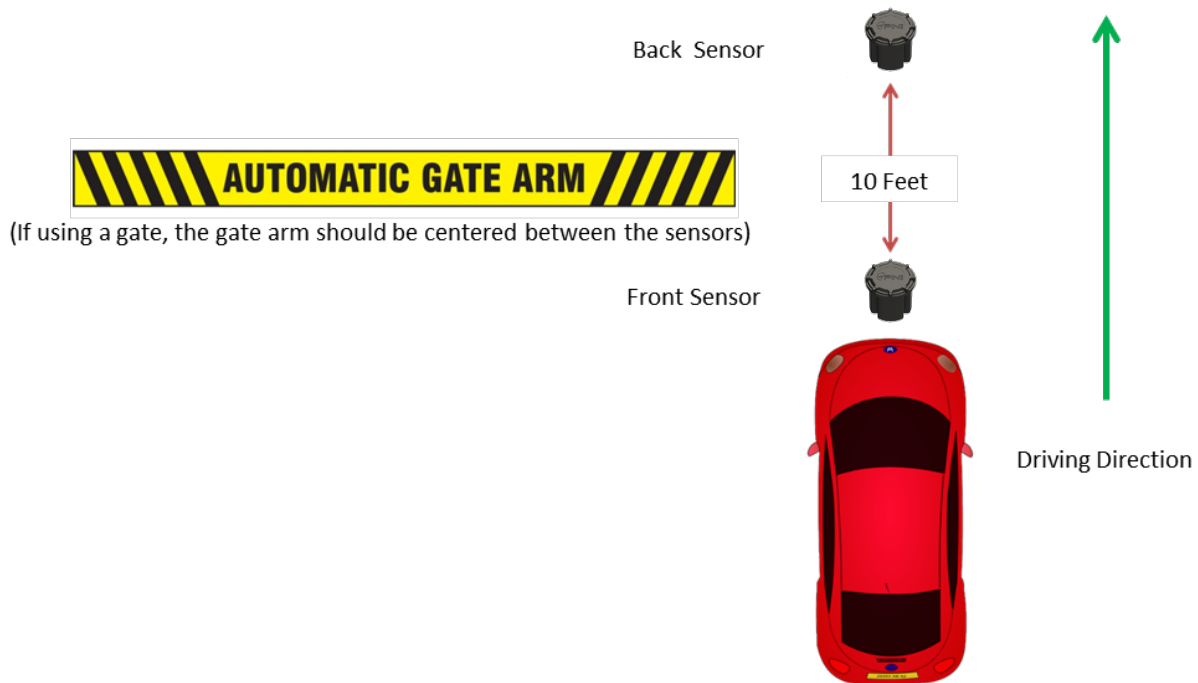 Back Sensor
AUTOMATIC GATE ARM
10 Feet
(If using a gate, the gate arm should be centered between the sensors)
Front Sensor
Driving Direction